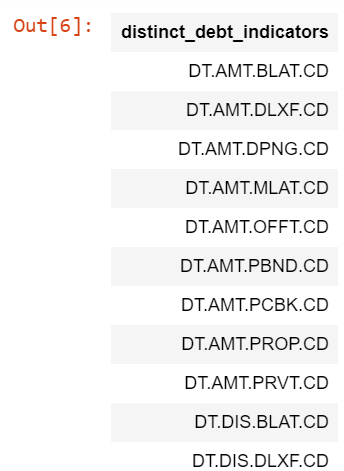 Out[6]: distinct_debt_indicators
DT.AMT.BLAT.CD
DT.AMT.DLXF.CD
DT.AMT.DPNG.CD
DT.AMT.MLAT.CD
DT.AMT.OFFT.CD
DT.AMT.PBND.CD
DT.AMT.PCBK.CD
DT.AMT.PROP.CD
DT.AMT.PRVT.CD
DT.DIS.BLAT.CD
DT.DIS.DLXF.CD